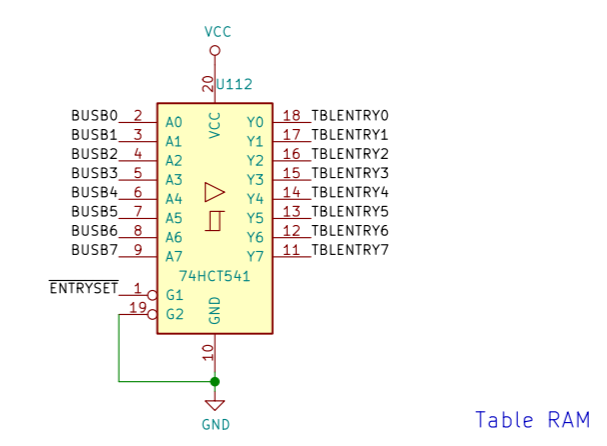 VCC
20 U112
BUSB0 2 A0 VCC Y0 18 TBLENTRY0
BUSB1 3 A1 Y1 17 TBLENTRY1
BUSB2 4 A2 Y2 16 TBLENTRY2
BUSB3 5 A3 Y3 15 TBLENTRY3
BUSB4 6 A4 Y4 14 TBLENTRY4
BUSB5 7 A5 Y5 13 TBLENTRY5
BUSB6 8 A6 Y6 12 TBLENTRY6
BUSB7 9 A7 Y7 11 TBLENTRY7
74HCT541
ENTRYSET 1 G1
19 G2 GND
10
GND
Table RAM